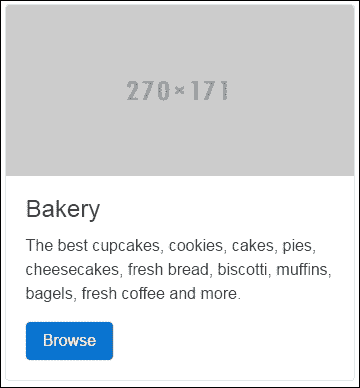 270×171
Bakery
The best cupcakes, cookies, cakes, pies,
cheesecakes, fresh bread, biscotti, muffins,
bagels, fresh coffee and more.
Browse